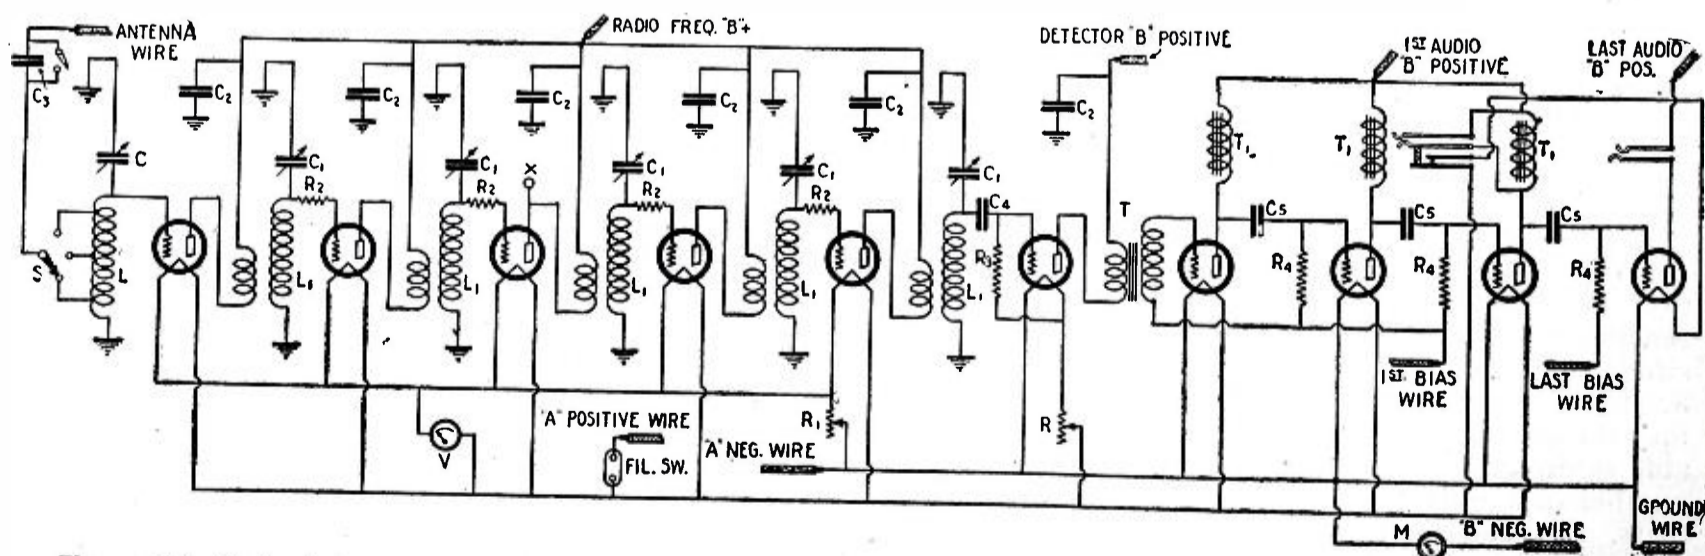 ANTENNA
WIRE
RADIO FREQ. "B"+
DETECTOR "B" POSITIVE
1ST AUDIO
"B" POSITIVE
LAST AUDIO
"B" POS.
C3
C2
C2
C2
C2
C2
C2
C
C1
C1
C1
C1
C1
R2
R2
X
R2
R2
C4
T
T1
T1
T1
C5
C5
C5
S
L
L1
L1
L1
L1
R3
R4
R4
R4
1ST BIAS
WIRE
LAST BIAS
WIRE
"A" POSITIVE WIRE
FIL. SW.
V
R1
"A" NEG. WIRE
R
M
"B" NEG. WIRE
GROUND
WIRE